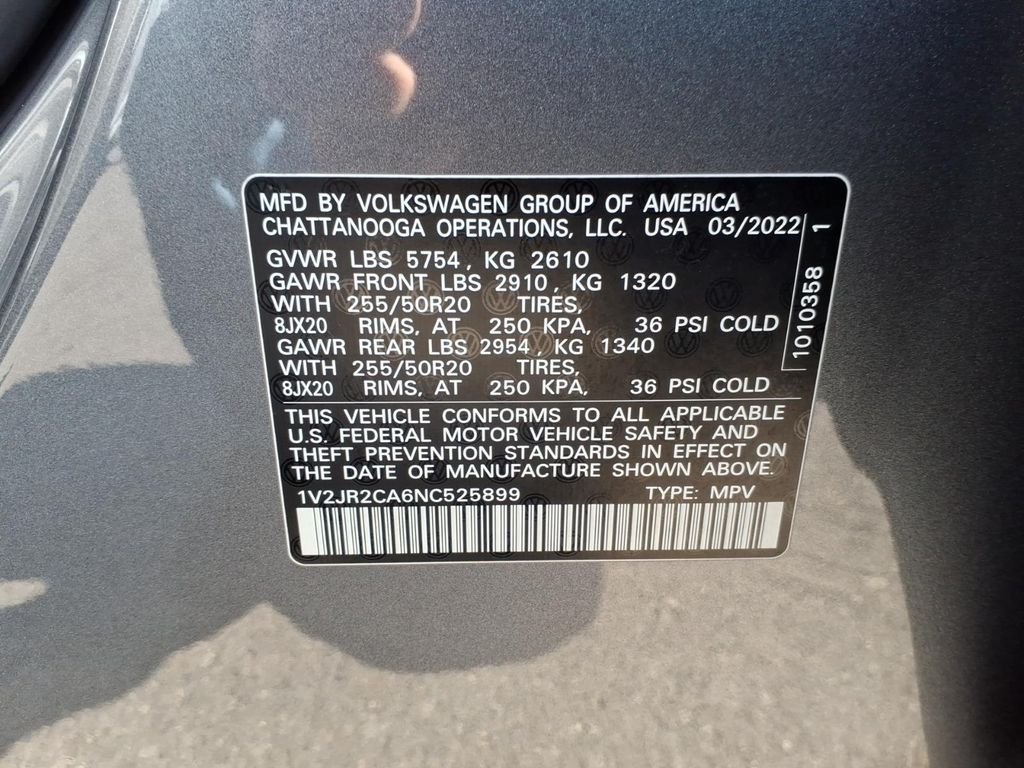 MFD BY VOLKSWAGEN GROUP OF AMERICA
CHATTANOOGA OPERATIONS, LLC. USA 03/2022
GVWR LBS 5754, KG 2610
GAWR FRONT LBS 2910, KG 1320
WITH 255/50R20 TIRES,
8JX20 RIMS, AT 250 KPA, 36 PSI COLD
GAWR REAR LBS 2954, KG 1340
WITH 255/50R20 TIRES,
8JX20 RIMS, AT 250 KPA, 36 PSI COLD
1010358 1
THIS VEHICLE CONFORMS TO ALL APPLICABLE
U.S. FEDERAL MOTOR VEHICLE SAFETY AND
THEFT PREVENTION STANDARDS IN EFFECT ON
THE DATE OF MANUFACTURE SHOWN ABOVE.
1V2JR2CA6NC525899 TYPE: MPV